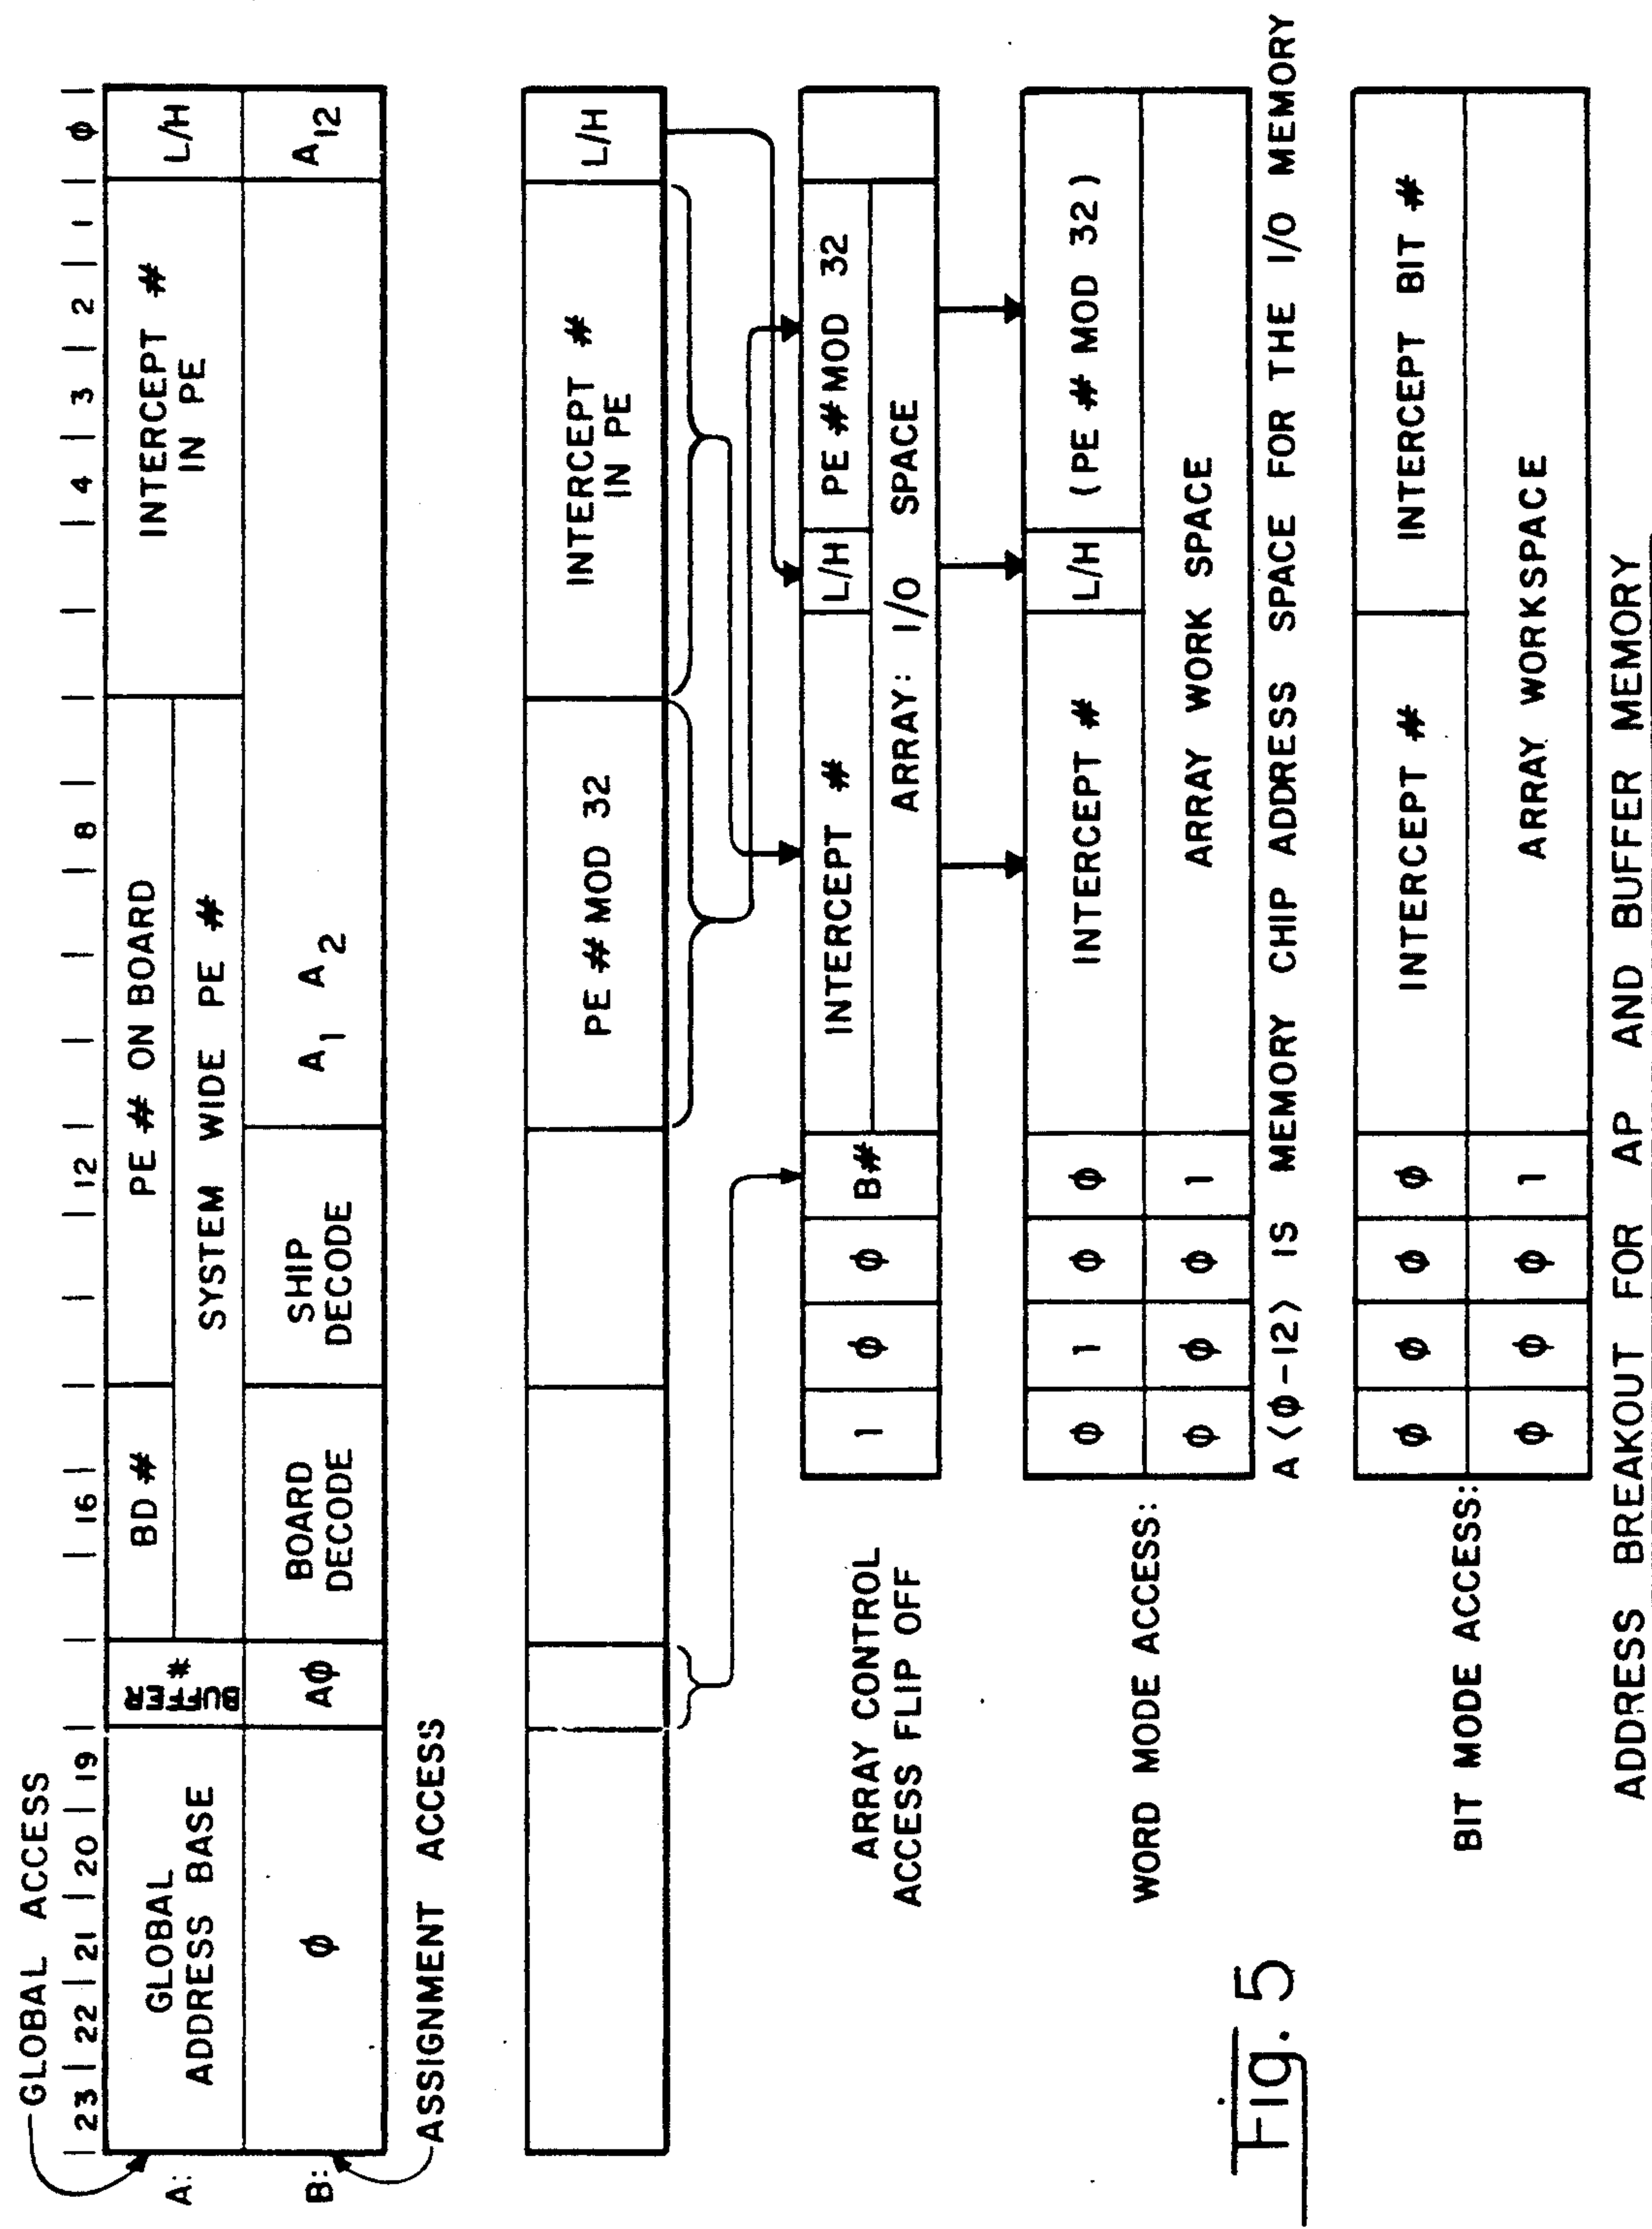 GLOBAL ACCESS
| 23 | 22 | 21 | 20 | 19 | | | 16 | | | | 12 | | | | 8 | | | | 4 | 3 | 2 | 1 | ϕ |
A:
GLOBAL
ADDRESS BASE
BUFFER
#
BD #
PE # ON BOARD
SYSTEM WIDE PE #
INTERCEPT #
IN PE
L/H
B:
ϕ
Aϕ
BOARD
DECODE
SHIP
DECODE
A1 A2
A12
ASSIGNMENT ACCESS
PE # MOD 32
INTERCEPT #
IN PE
L/H
ARRAY CONTROL
ACCESS FLIP OFF
1 ϕ ϕ B#
INTERCEPT # L/H PE # MOD 32
ARRAY: I/O SPACE
WORD MODE ACCESS:
ϕ 1 ϕ ϕ INTERCEPT # L/H (PE # MOD 32)
ϕ ϕ ϕ 1 ARRAY WORK SPACE
A (ϕ-12) IS MEMORY CHIP ADDRESS SPACE FOR THE I/O MEMORY
BIT MODE ACCESS:
ϕ ϕ ϕ ϕ INTERCEPT # INTERCEPT BIT #
ϕ ϕ ϕ 1 ARRAY WORKSPACE
ADDRESS BREAKOUT FOR AP AND BUFFER MEMORY
Fig. 5